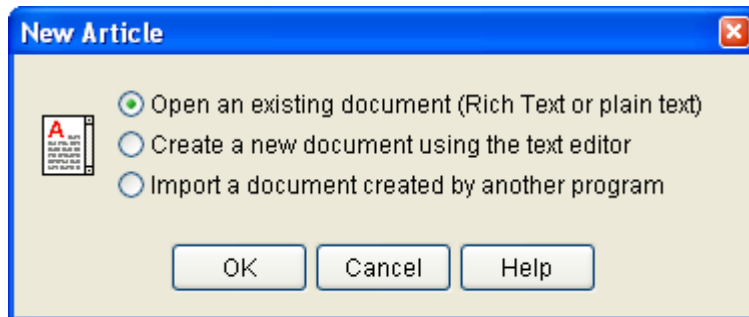 New Article
Open an existing document (Rich Text or plain text)
Create a new document using the text editor
Import a document created by another program
OK Cancel Help